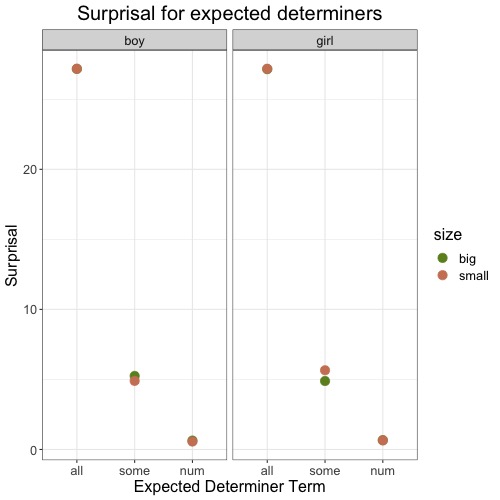 Surprisal for expected determiners
boy
girl
Surprisal
20
10
0
all
some
num
all
some
num
Expected Determiner Term
size
big
small